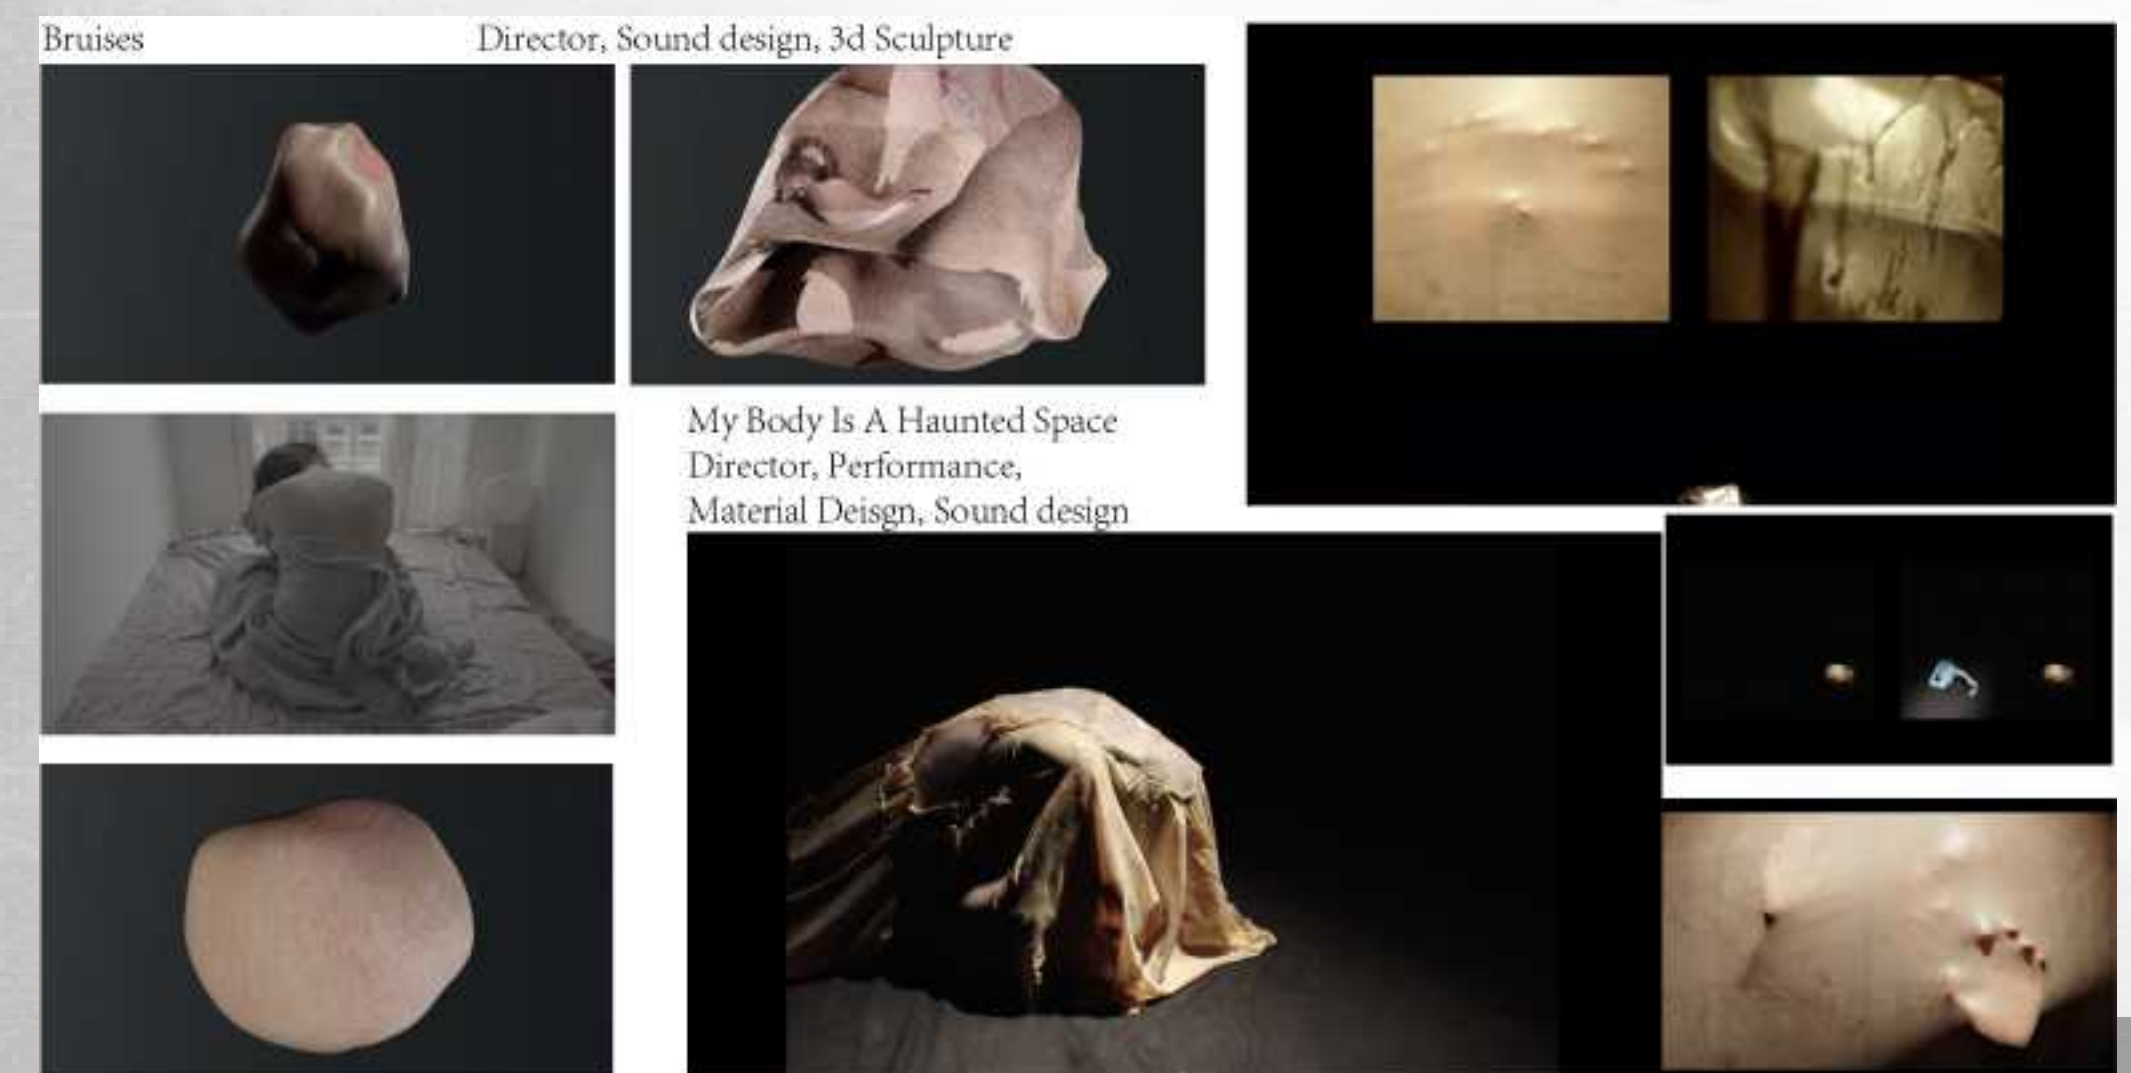 Bruises
Director, Sound design, 3d Sculpture
My Body Is A Haunted Space
Director, Performance,
Material Deisgn, Sound design